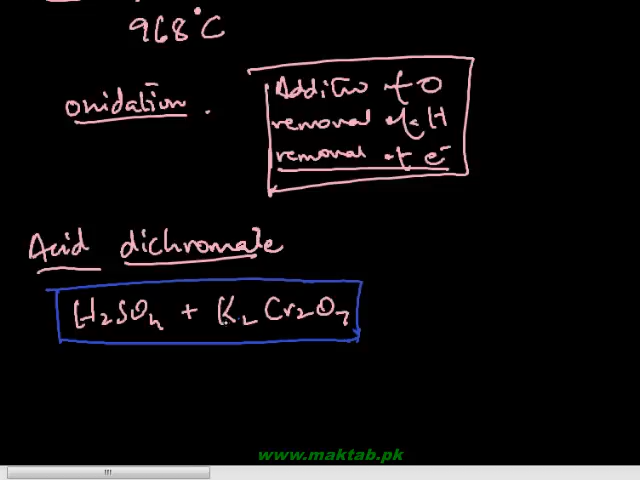 968°C
oxidation.
Addition of O
removal of H
removal of e⁻
Acid dichromate
H₂SO₄ + K₂Cr₂O₇
www.maktab.pk